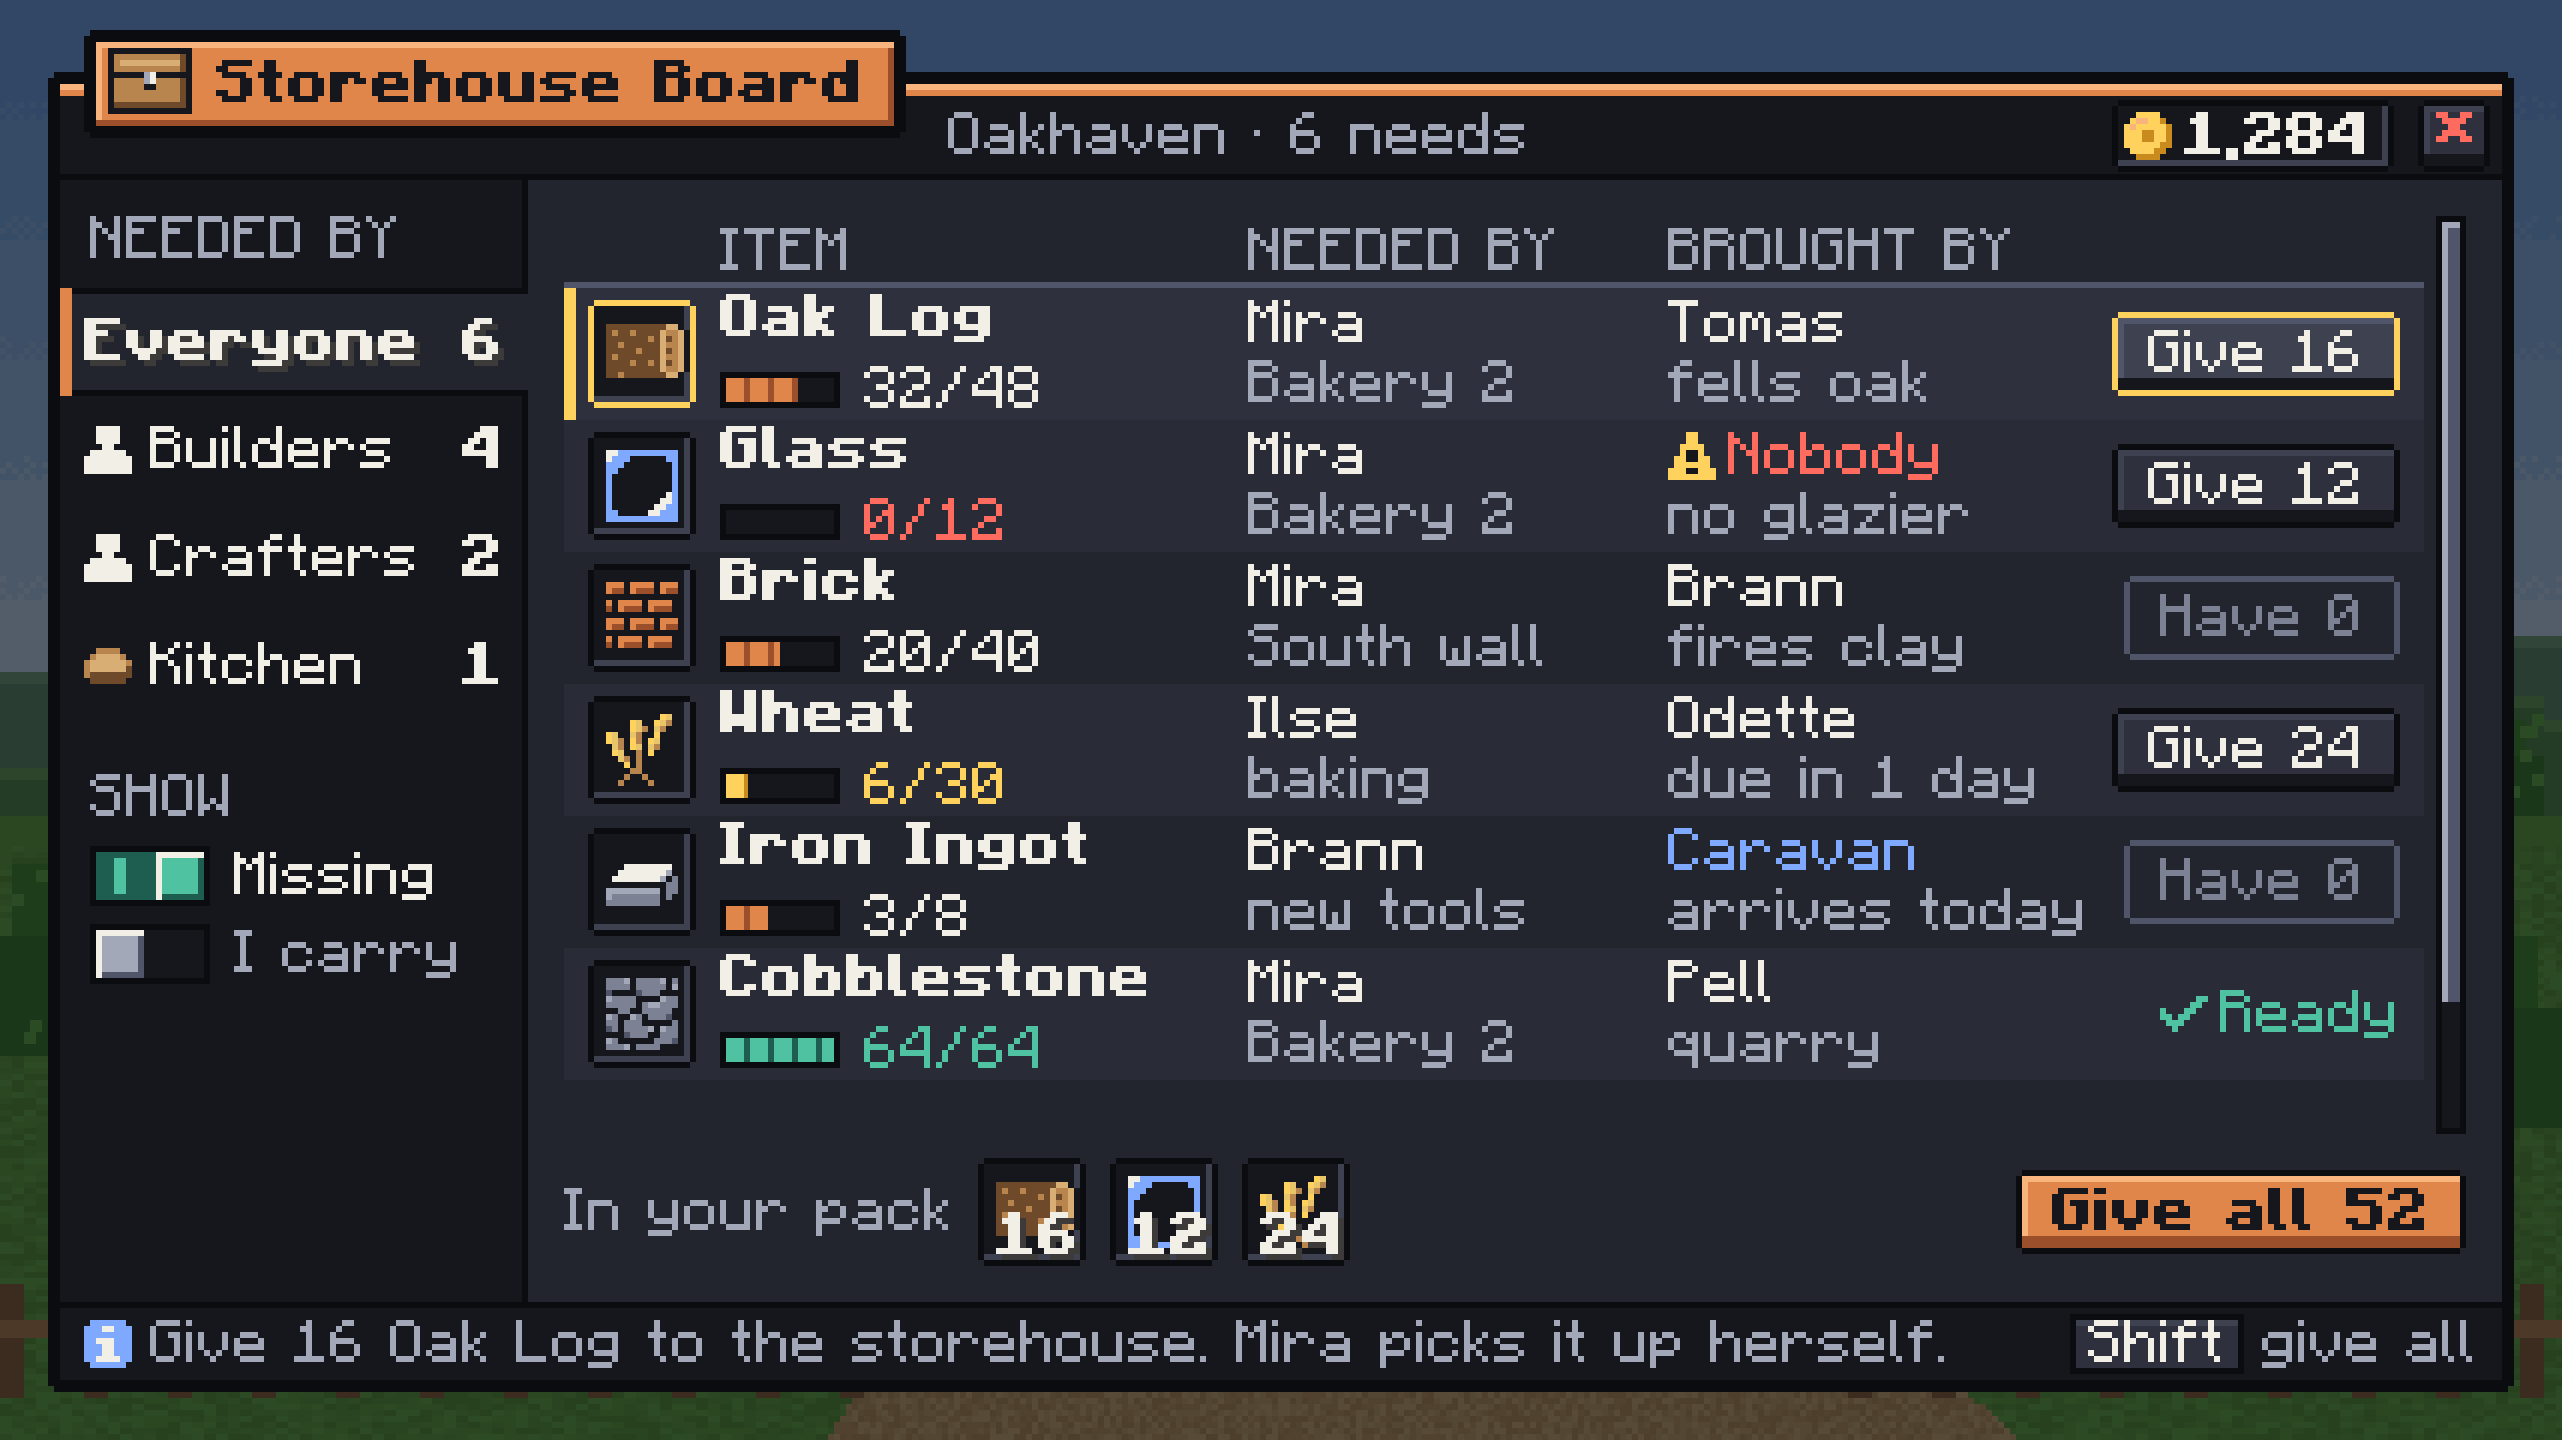 Storehouse Board
Oakhaven · 6 needs
1,284
NEEDED BY
Everyone 6
Builders 4
Crafters 2
Kitchen 1
SHOW
Missing
I carry
ITEM NEEDED BY BROUGHT BY
Oak Log Mira Tomas
32/48 Bakery 2 fells oak
Give 16
Glass Mira Nobody
0/12 Bakery 2 no glazier
Give 12
Brick Mira Brann
20/40 South wall fires clay
Have 0
Wheat Ilse Odette
6/30 baking due in 1 day
Give 24
Iron Ingot Brann Caravan
3/8 new tools arrives today
Have 0
Cobblestone Mira Pell
64/64 Bakery 2 quarry
Ready
In your pack 16 12 24
Give all 52
Give 16 Oak Log to the storehouse. Mira picks it up herself.
Shift give all